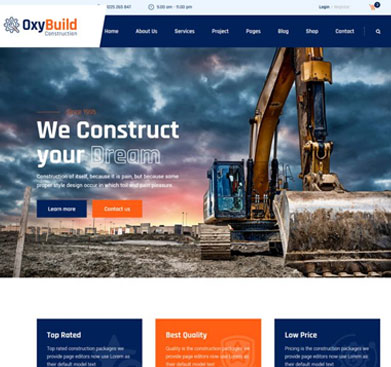 0225 265 847
5.00 am - 11.00 pm
Login
Register
OxyBuild
Construction
Home
About Us
Services
Project
Pages
Blog
Shop
Contact
Since 1975
We Construct
your Dream
Construction of itself, because it is pain, but because some
proper style design occur in which toil and pain pleasure.
Learn more
Contact us
Top Rated
Top rated construction packages we
provide page editors now use Lorem as
their default model text
Best Quality
Quality is the construction packages we
provide page editors now use Lorem as
default model text
Low Price
Pricing is the construction packages we
provide page editors now use Lorem as
their default model text